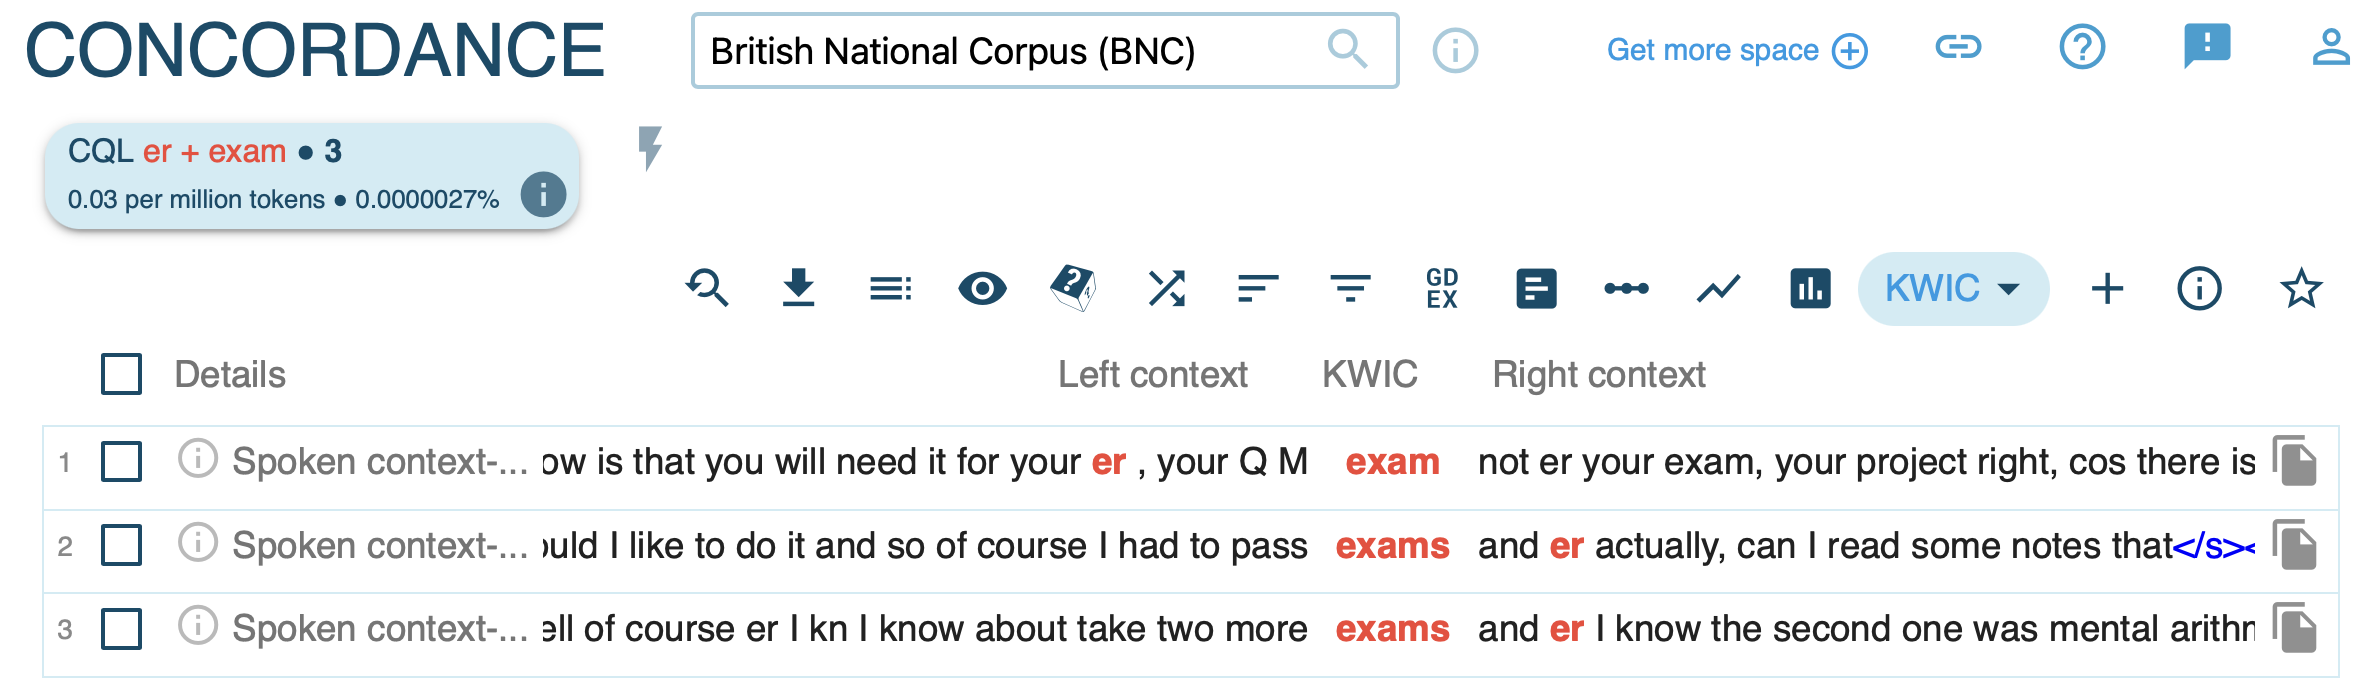 CONCORDANCE British National Corpus (BNC) Get more space
CQL er + exam ● 3
0.03 per million tokens ● 0.0000027%
GD EX KWIC
Details Left context KWIC Right context
1 Spoken context-... ow is that you will need it for your er , your Q M exam not er your exam, your project right, cos there is
2 Spoken context-... ould I like to do it and so of course I had to pass exams and er actually, can I read some notes that</s><
3 Spoken context-... ell of course er I kn I know about take two more exams and er I know the second one was mental arithm